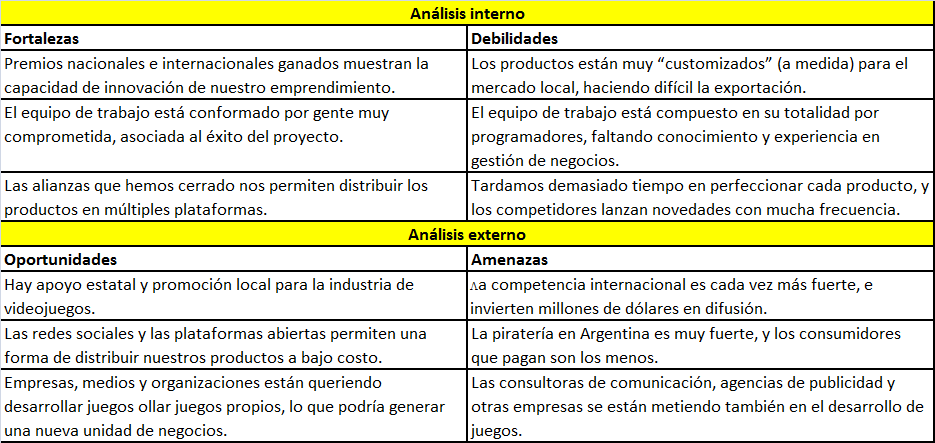 Análisis interno
Fortalezas
Debilidades
Premios nacionales e internacionales ganados muestran la
capacidad de innovación de nuestro emprendimiento.
Los productos están muy “customizados” (a medida) para el
mercado local, haciendo difícil la exportación.
El equipo de trabajo está conformado por gente muy
comprometida, asociada al éxito del proyecto.
El equipo de trabajo está compuesto en su totalidad por
programadores, faltando conocimiento y experiencia en
gestión de negocios.
Las alianzas que hemos cerrado nos permiten distribuir los
productos en múltiples plataformas.
Tardamos demasiado tiempo en perfeccionar cada producto, y
los competidores lanzan novedades con mucha frecuencia.
Análisis externo
Oportunidades
Amenazas
Hay apoyo estatal y promoción local para la industria de
videojuegos.
Λa competencia internacional es cada vez más fuerte, e
invierten millones de dólares en difusión.
Las redes sociales y las plataformas abiertas permiten una
forma de distribuir nuestros productos a bajo costo.
La piratería en Argentina es muy fuerte, y los consumidores
que pagan son los menos.
Empresas, medios y organizaciones están queriendo
desarrollar juegos ollar juegos propios, lo que podría generar
una nueva unidad de negocios.
Las consultoras de comunicación, agencias de publicidad y
otras empresas se están metiendo también en el desarrollo de
juegos.